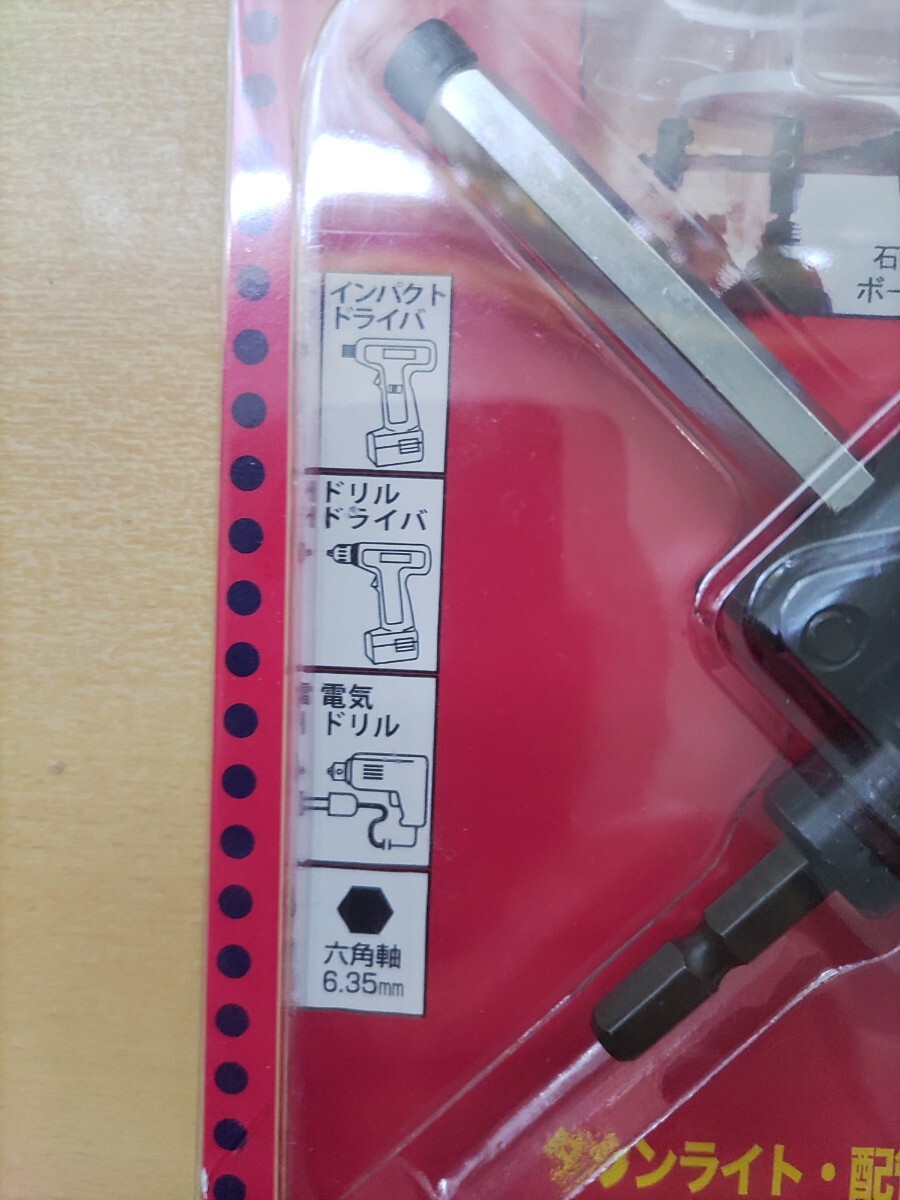 インパクト
ドライバ
ドリル
ドライバ
電気
ドリル
六角軸
6.35mm
石
ボー
ンライト・配